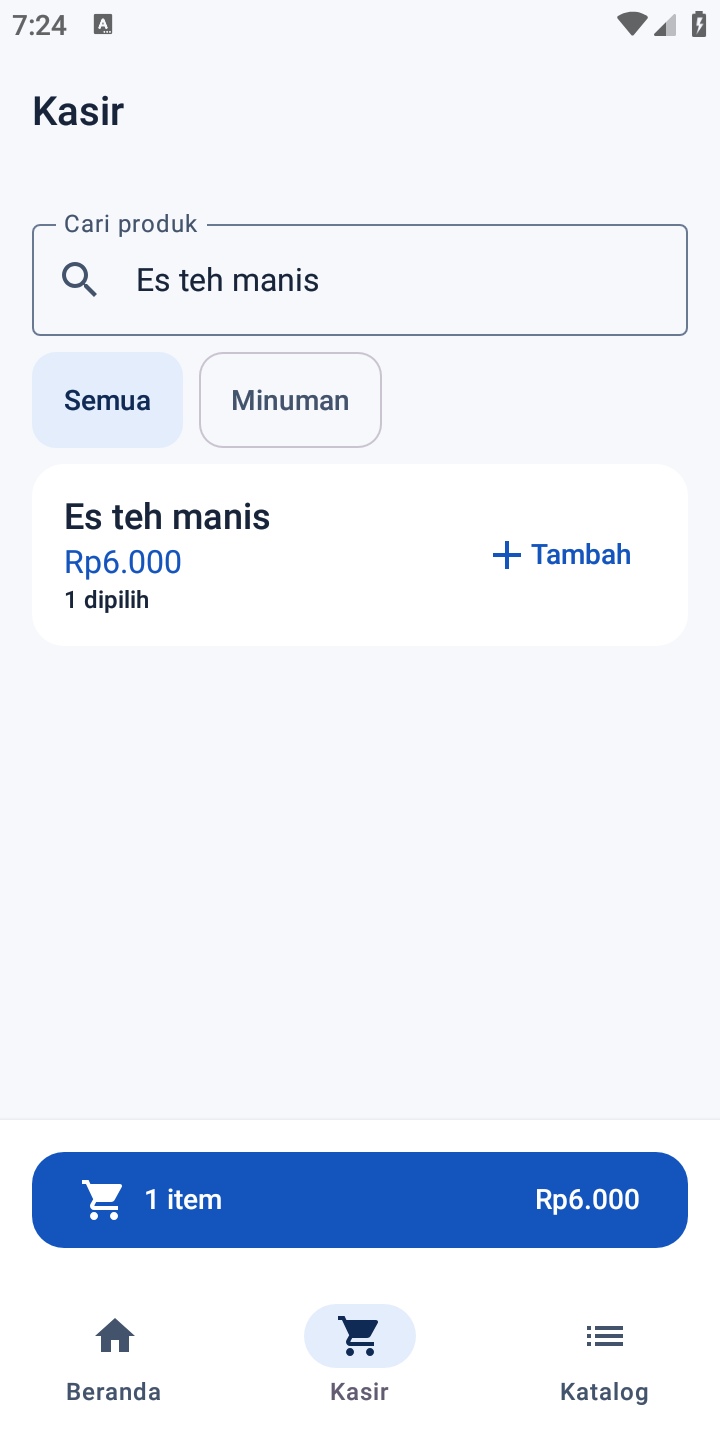 7:24
Kasir
Cari produk
Es teh manis
Semua
Minuman
Es teh manis
Rp6.000
1 dipilih
Tambah
1 item
Rp6.000
Beranda
Kasir
Katalog